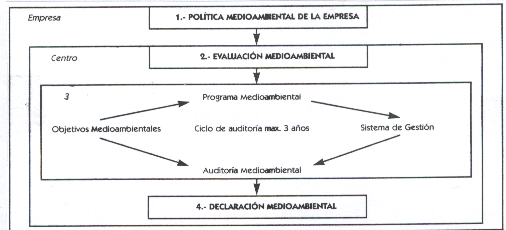 Empresa
1.- POLÍTICA MEDIOAMBIENTAL DE LA EMPRESA
Centro
2.- EVALUACIÓN MEDIOAMBIENTAL
3
Programa Medioambiental
Objetivos Medioambientales
Ciclo de auditoría max. 3 años
Sistema de Gestión
Auditoría Medioambiental
4.- DECLARACIÓN MEDIOAMBIENTAL